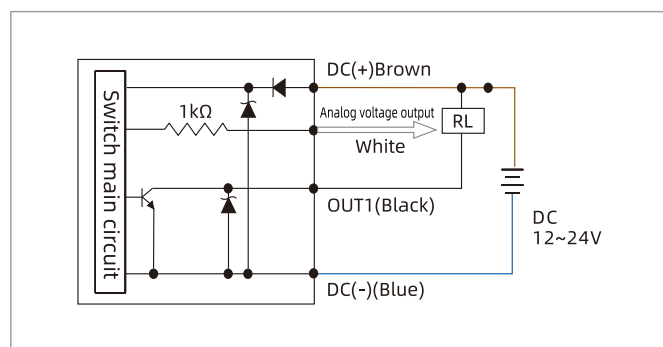 DC(+)Brown
1kΩ
Analog voltage output
RL
White
Switch main circuit
OUT1(Black)
DC
12~24V
DC(-)(Blue)